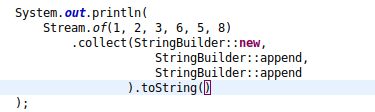 System.out.println(
Stream.of(1, 2, 3, 6, 5, 8)
.collect(StringBuilder::new,
StringBuilder::append,
StringBuilder::append
).toString()
);